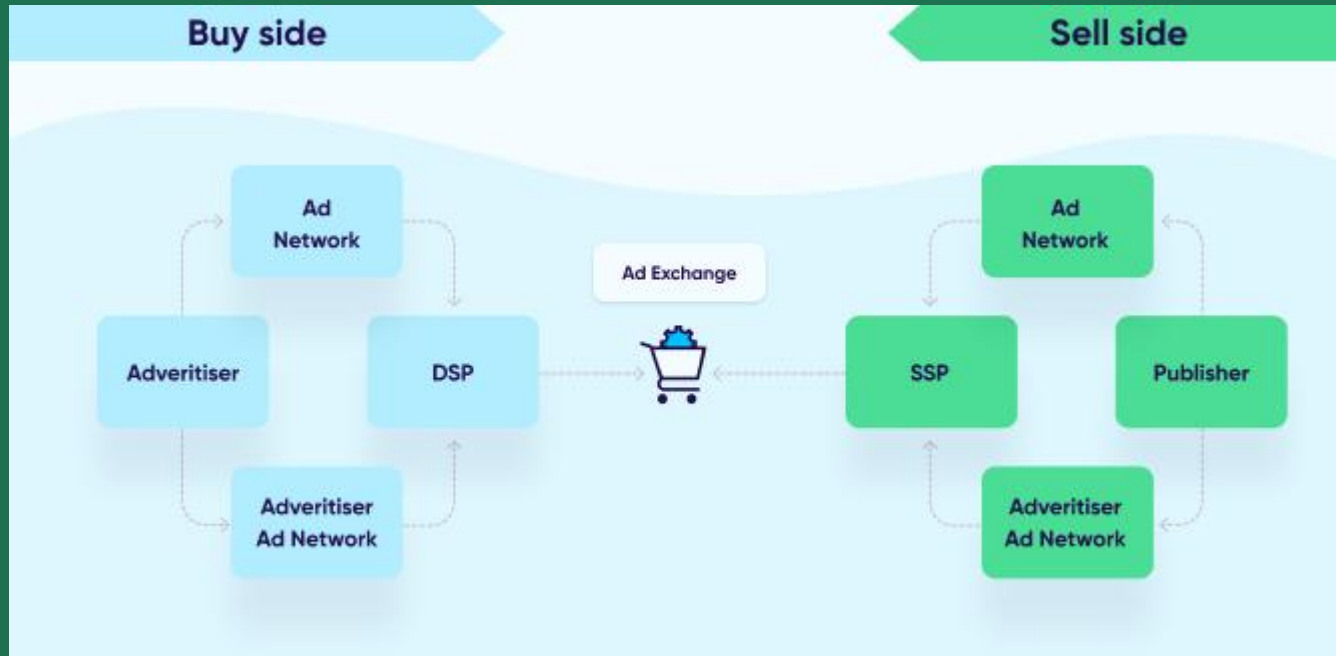 Buy side
Sell side
Ad
Network
Ad
Network
Ad Exchange
Adveritiser
DSP
SSP
Publisher
Adveritiser
Ad Network
Adveritiser
Ad Network